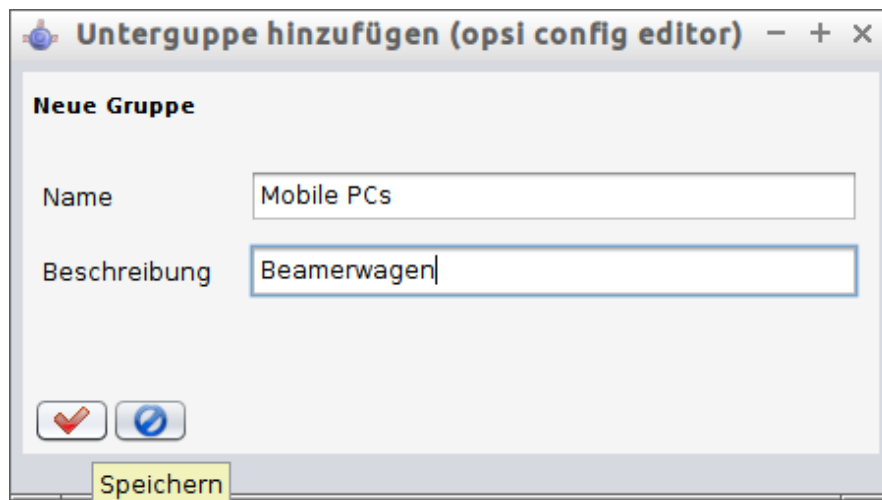 Unterguppe hinzufügen (opsi config editor)
Neue Gruppe
Name Mobile PCs
Beschreibung Beamerwagen
Speichern